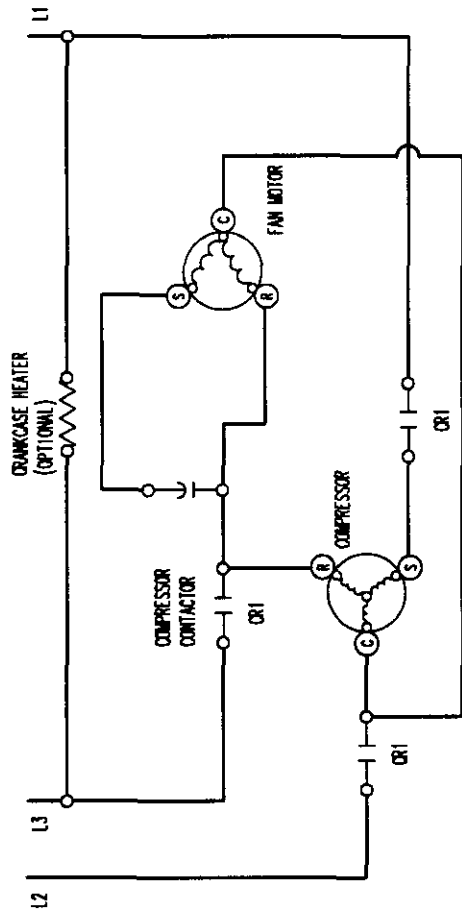 L1
CRANKCASE HEATER
(OPTIONAL)
S
C
R
FAN MOTOR
COMPRESSOR
CONTACTOR
CR1
R
COMPRESSOR
S
C
CR1
CR1
L3
L2